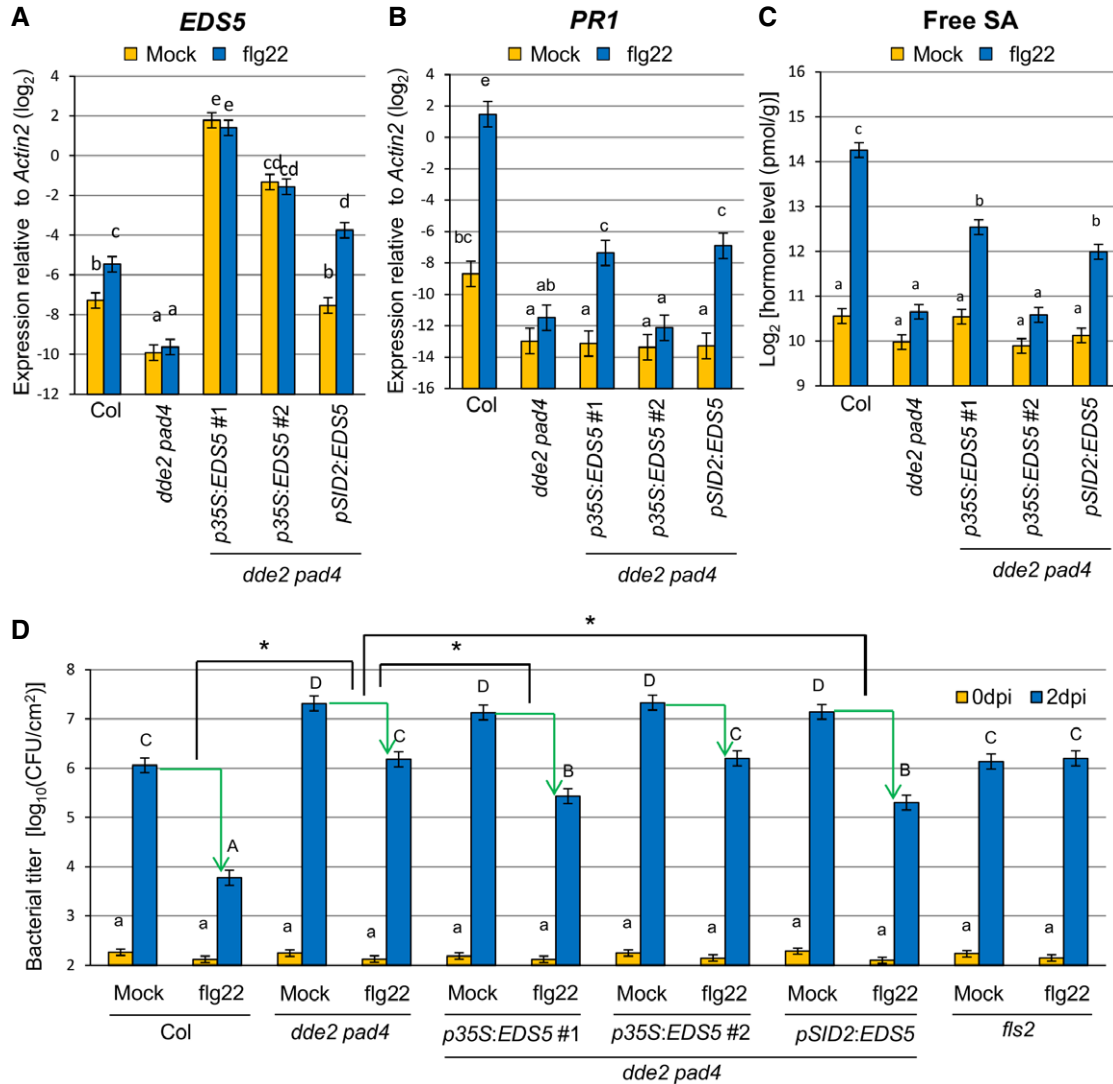 A
EDS5
Mock flg22
Expression relative to Actin2 (log2)
4
2
0
-2
-4
-6
-8
-10
-12
b
c
a
a
e
e
cd
cd
b
d
Col
dde2 pad4
p35S:EDS5 #1
p35S:EDS5 #2
pSID2:EDS5
dde2 pad4
B
PR1
Mock flg22
Expression relative to Actin2 (log2)
4
2
0
-2
-4
-6
-8
-10
-12
-14
-16
bc
e
a
ab
a
c
a
a
a
c
Col
dde2 pad4
p35S:EDS5 #1
p35S:EDS5 #2
pSID2:EDS5
dde2 pad4
C
Free SA
Mock flg22
Log2 [hormone level (pmol/g)]
16
15
14
13
12
11
10
9
a
c
a
a
a
b
a
a
a
b
Col
dde2 pad4
p35S:EDS5 #1
p35S:EDS5 #2
pSID2:EDS5
dde2 pad4
D
* * *
Bacterial titer [log10(CFU/cm2)]
8
7
6
5
4
3
2
0dpi 2dpi
a
C
a
A
a
D
a
C
a
D
a
B
a
D
a
C
a
D
a
B
a
C
a
C
Mock flg22 Mock flg22 Mock flg22 Mock flg22 Mock flg22 Mock flg22
Col dde2 pad4 p35S:EDS5 #1 p35S:EDS5 #2 pSID2:EDS5 fls2
dde2 pad4